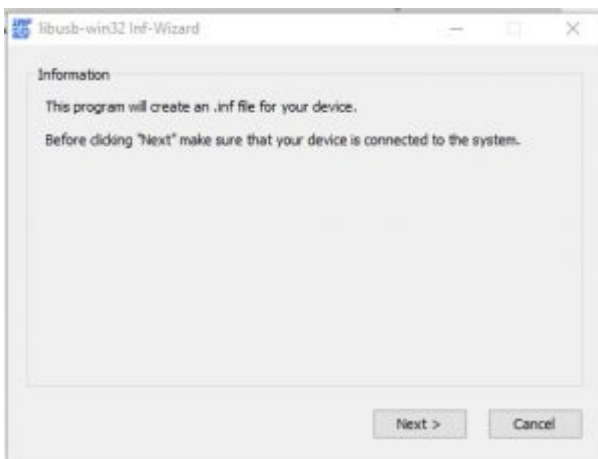 libusb-win32 Inf-Wizard
Information
This program will create an .inf file for your device.
Before clicking "Next" make sure that your device is connected to the system.
Next >
Cancel